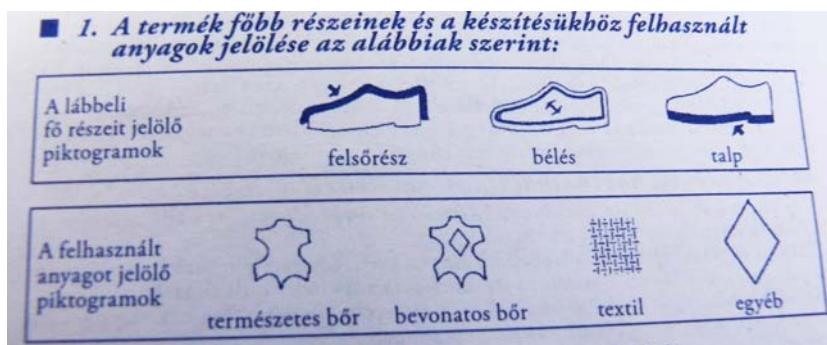 ■ 1. A termék főbb részeinek és a készítésükhöz felhasznált
anyagok jelölése az alábbiak szerint:
A lábbeli
fő részeit jelölő
piktogramok
felsőrész bélés talp
A felhasznált
anyagot jelölő
piktogramok
természetes bőr bevonatos bőr textil egyéb